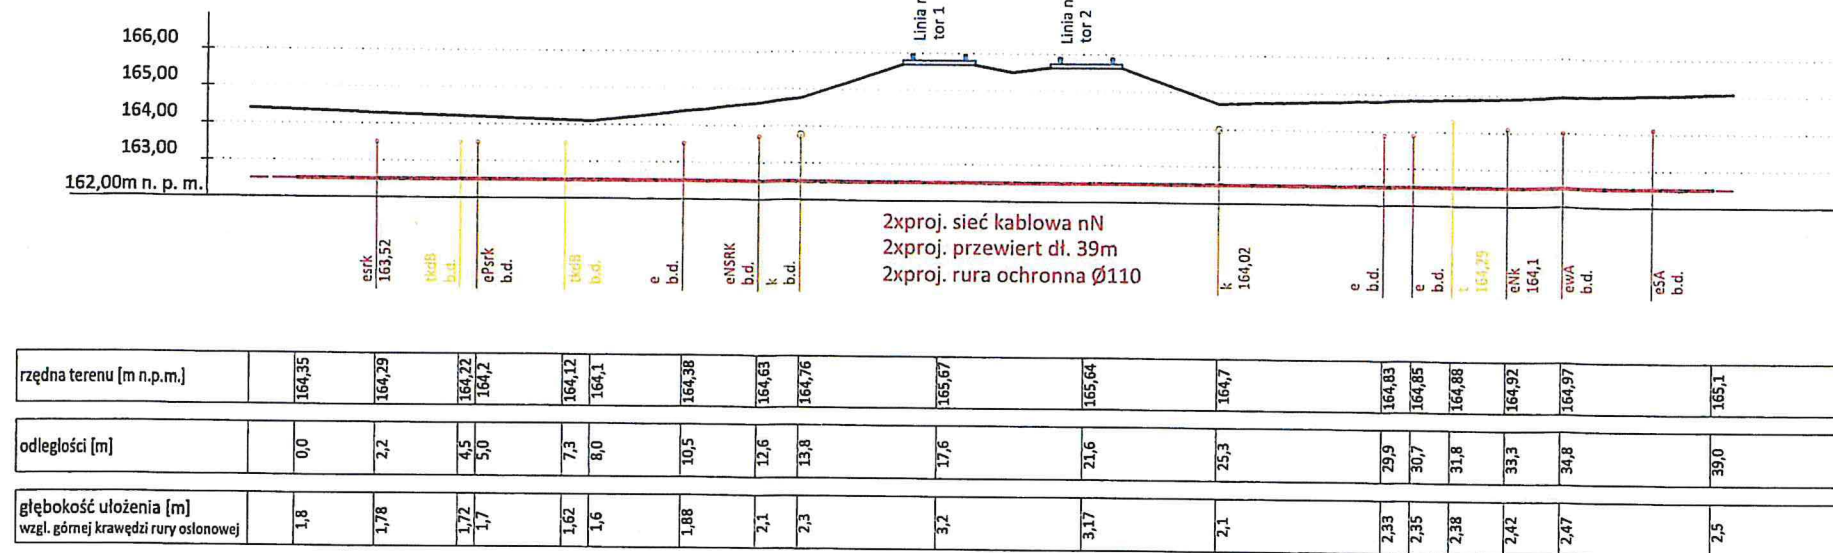 Linia n
tor 1
Linia n
tor 2
166,00
165,00
164,00
163,00
162,00m n. p. m.
2xproj. sieć kablowa nN
2xproj. przewiert dł. 39m
2xproj. rura ochronna Ø110
esrk
163,52
tkdB
b.d.
ePsrk
b.d.
tkdB
b.d.
e
b.d.
eNSRK
b.d.
k
b.d.
k
164,02
e
b.d.
e
b.d.
t
164,29
eNk
164,1
ewA
b.d.
eSA
b.d.
rzędna terenu [m n.p.m.] 164,35 164,29 164,22 164,2 164,12 164,1 164,38 164,63 164,76 165,67 165,64 164,7 164,83 164,85 164,88 164,92 164,97 165,1
odległości [m] 0,0 2,2 4,5 5,0 7,3 8,0 10,5 12,6 13,8 17,6 21,6 25,3 29,9 30,7 31,8 33,3 34,8 39,0
głębokość ułożenia [m] 1,8 1,78 1,72 1,7 1,62 1,6 1,88 2,1 2,3 3,2 3,17 2,1 2,33 2,35 2,38 2,42 2,47 2,5
wzgl. górnej krawędzi rury osłonowej